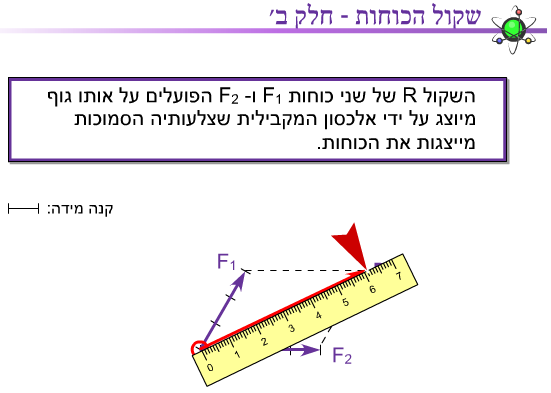 שקול הכוחות - חלק ב'
השקול R של שני כוחות F1 ו- F2 הפועלים על אותו גוף
מיוצג על ידי אלכסון המקבילית שצלעותיה הסמוכות
מייצגות את הכוחות.
קנה מידה:
F1
0 1 2 3 4 5 6 7
F2